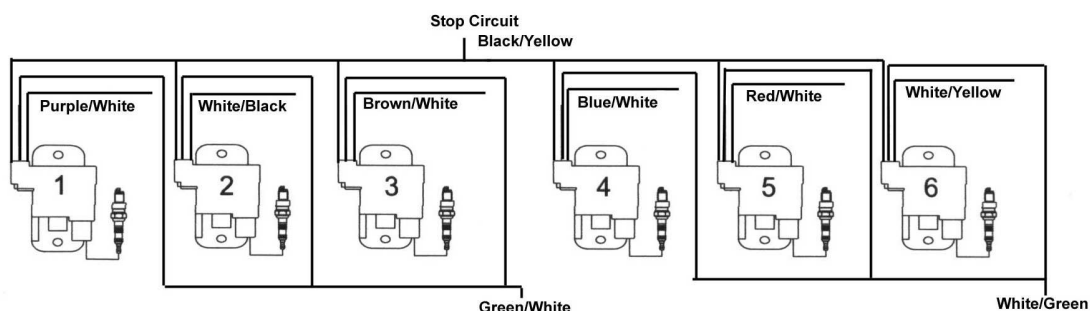 Stop Circuit
Black/Yellow
Purple/White
White/Black
Brown/White
Blue/White
Red/White
White/Yellow
1
2
3
4
5
6
Green/White
White/Green